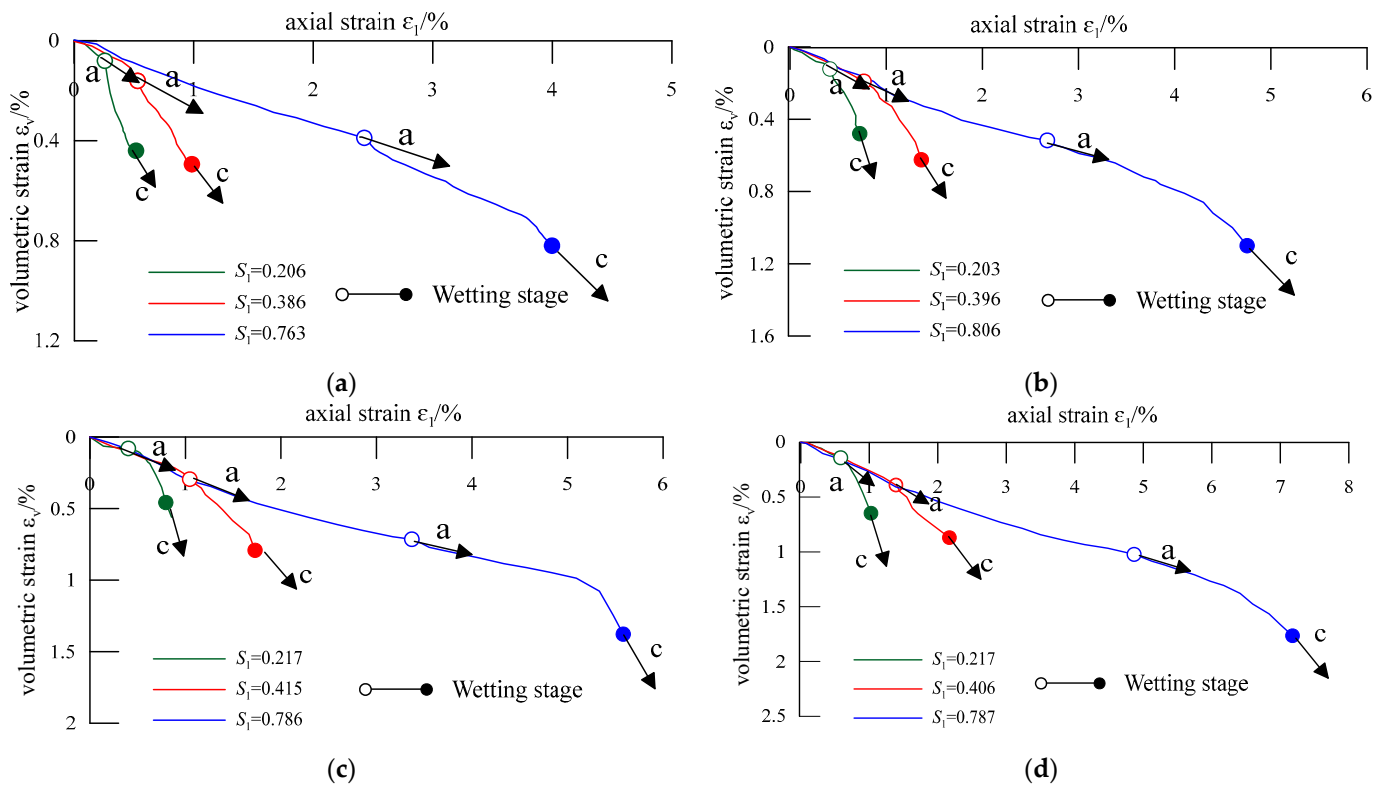 axial strain ε₁/%
0 1 2 3 4 5
0
0.4
0.8
1.2
volumetric strain εᵥ/%
a
a
a
c
c
c
S₁=0.206
S₁=0.386
S₁=0.763
Wetting stage
(a)
axial strain ε₁/%
0 1 2 3 4 5 6
0
0.4
0.8
1.2
1.6
volumetric strain εᵥ/%
a
a
a
c
c
c
S₁=0.203
S₁=0.396
S₁=0.806
Wetting stage
(b)
axial strain ε₁/%
0 1 2 3 4 5 6
0
0.5
1
1.5
2
volumetric strain εᵥ/%
a
a
a
c
c
c
S₁=0.217
S₁=0.415
S₁=0.786
Wetting stage
(c)
axial strain ε₁/%
0 1 2 3 4 5 6 7 8
0
0.5
1
1.5
2
2.5
volumetric strain εᵥ/%
a
a
a
c
c
c
S₁=0.217
S₁=0.406
S₁=0.787
Wetting stage
(d)